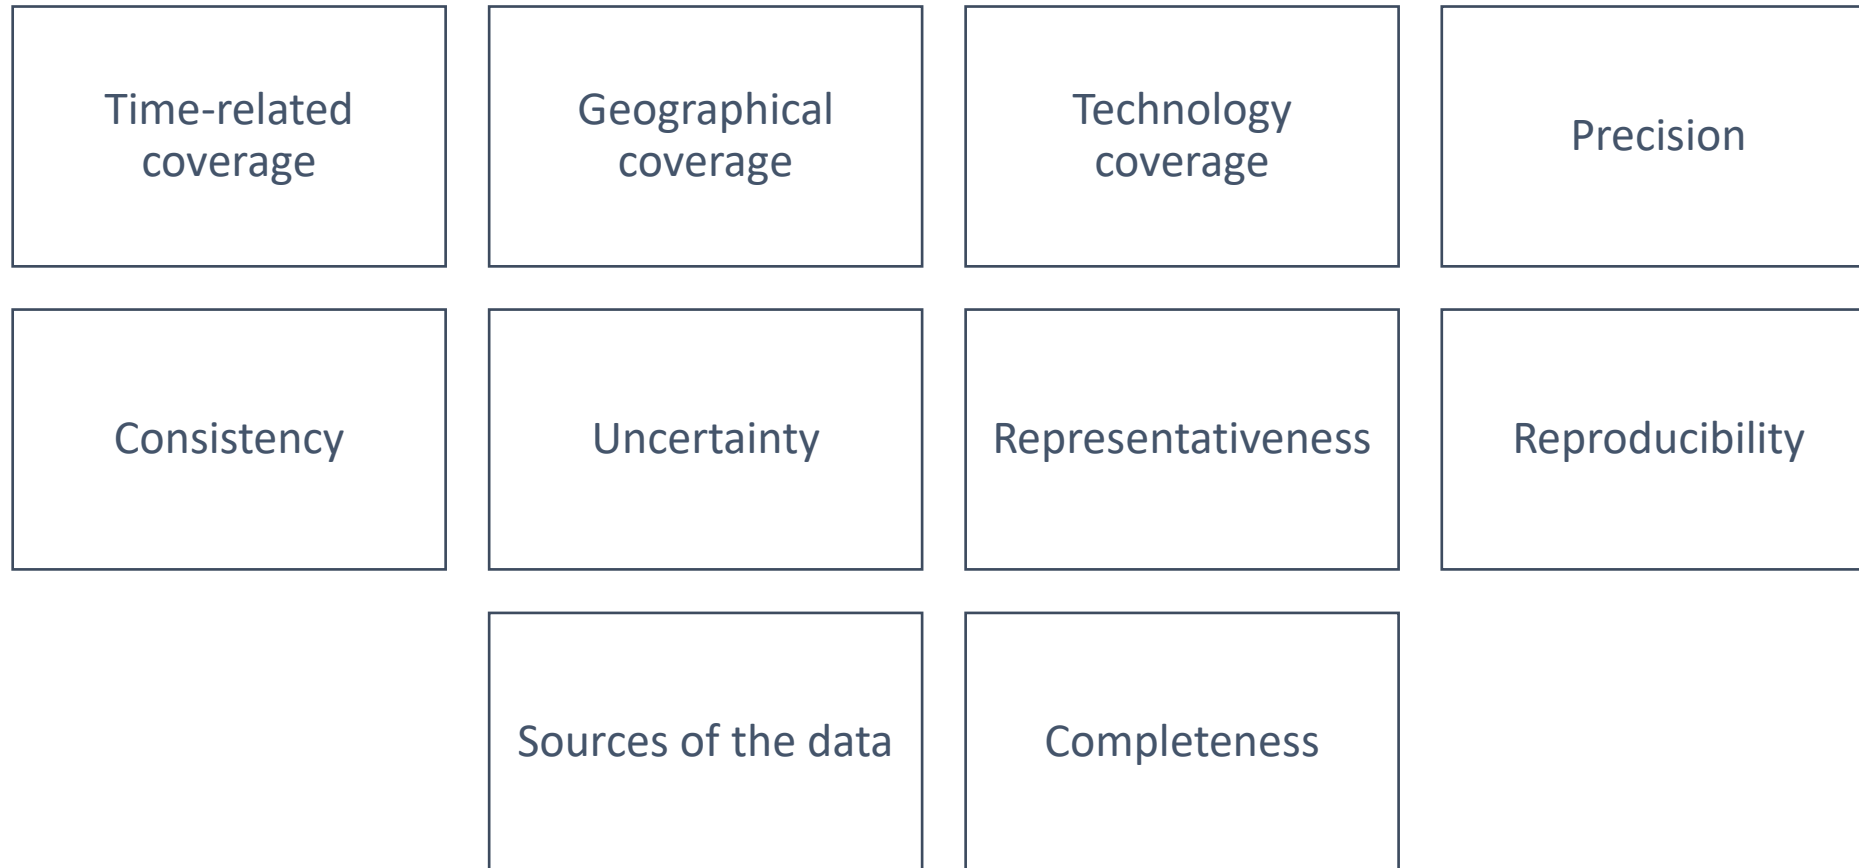 Time-related
coverage
Geographical
coverage
Technology
coverage
Precision
Consistency
Uncertainty
Representativeness
Reproducibility
Sources of the data
Completeness